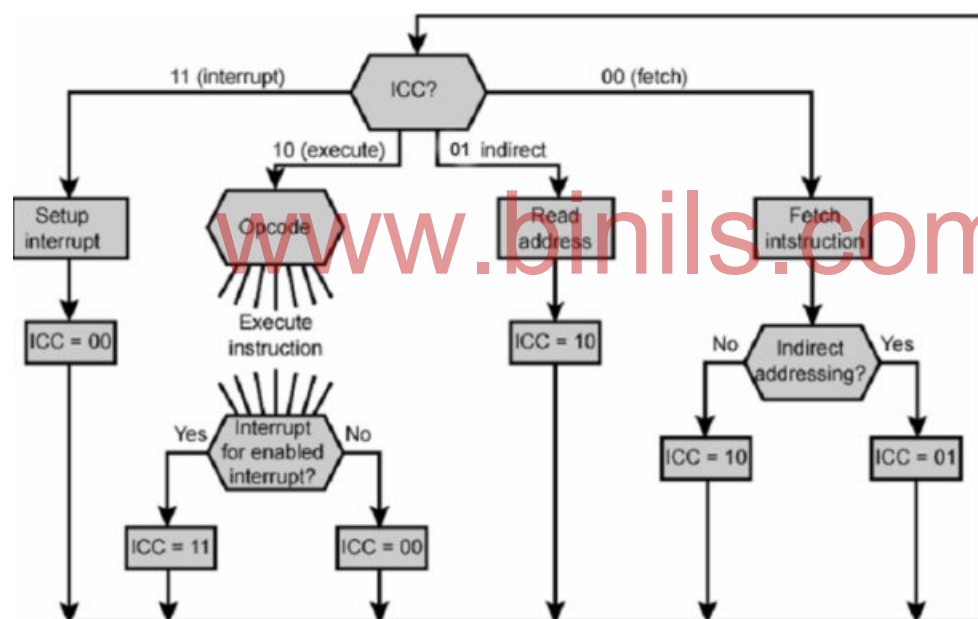 ICC?
11 (interrupt)
00 (fetch)
10 (execute)
01 indirect
Setup
interrupt
Opcode
Read
address
Fetch
intstruction
www.binils.com
ICC = 00
Execute
instruction
ICC = 10
No
Indirect
addressing?
Yes
Yes
Interrupt
for enabled
interrupt?
No
ICC = 10
ICC = 01
ICC = 11
ICC = 00